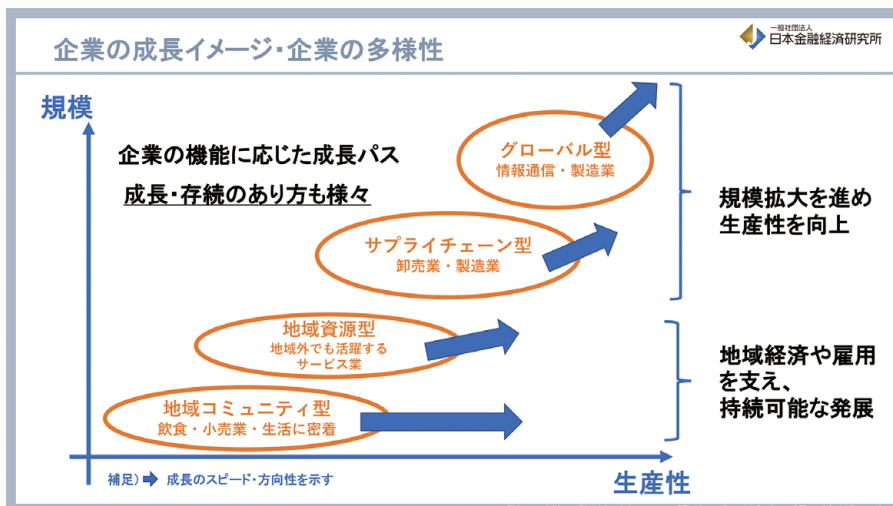 企業の成長イメージ・企業の多様性
一般社団法人
日本金融経済研究所
規模
企業の機能に応じた成長パス
成長・存続のあり方も様々
グローバル型
情報通信・製造業
サプライチェーン型
卸売業・製造業
規模拡大を進め
生産性を向上
地域資源型
地域外でも活躍する
サービス業
地域コミュニティ型
飲食・小売業・生活に密着
地域経済や雇用
を支え、
持続可能な発展
補足) 成長のスピード・方向性を示す
生産性